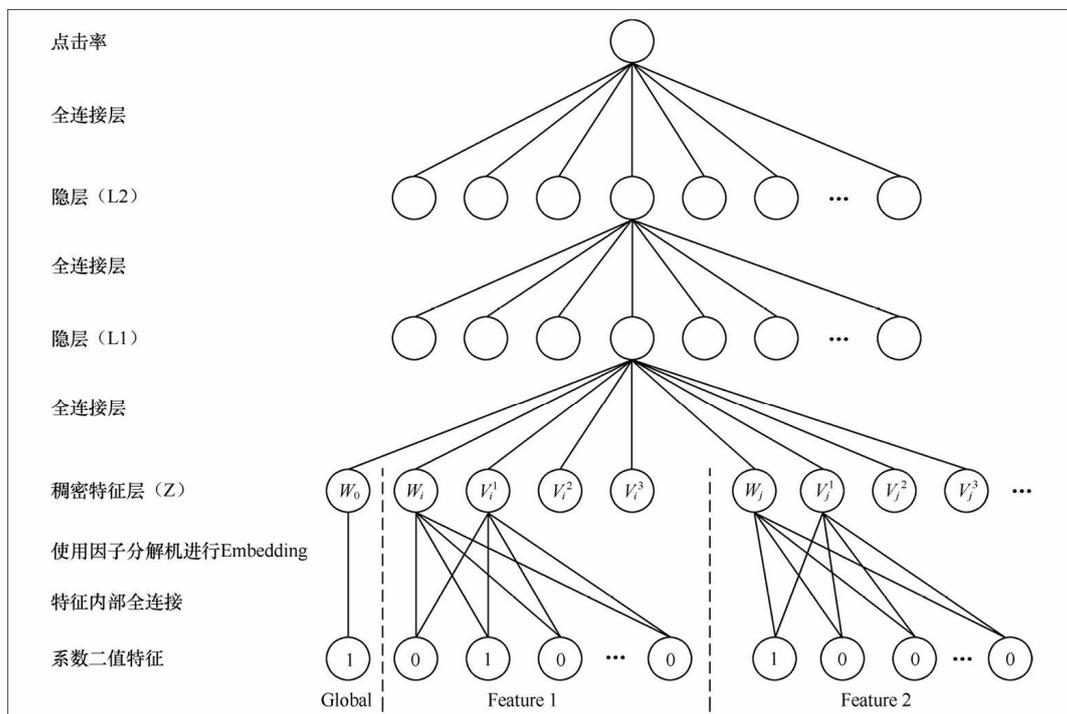 点击率
全连接层
隐层（L2）
...
全连接层
隐层（L1）
...
全连接层
稠密特征层（Z） W₀ Wᵢ Vᵢ¹ Vᵢ² Vᵢ³ Wⱼ Vⱼ¹ Vⱼ² Vⱼ³ ...
使用因子分解机进行Embedding
特征内部全连接
系数二值特征 1 0 1 0 ... 0 1 0 0 ... 0
Global Feature 1 Feature 2